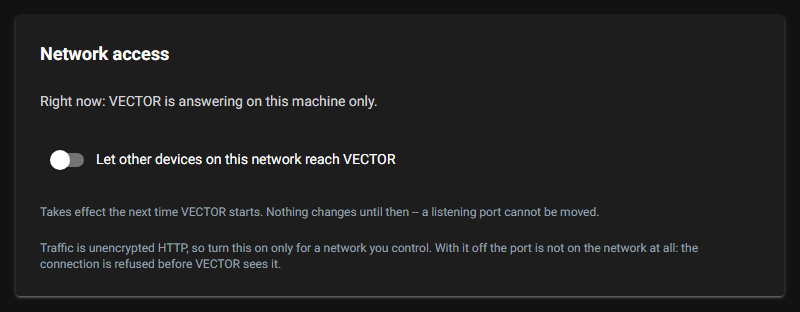 Network access
Right now: VECTOR is answering on this machine only.
Let other devices on this network reach VECTOR
Takes effect the next time VECTOR starts. Nothing changes until then -- a listening port cannot be moved.
Traffic is unencrypted HTTP, so turn this on only for a network you control. With it off the port is not on the network at all: the
connection is refused before VECTOR sees it.